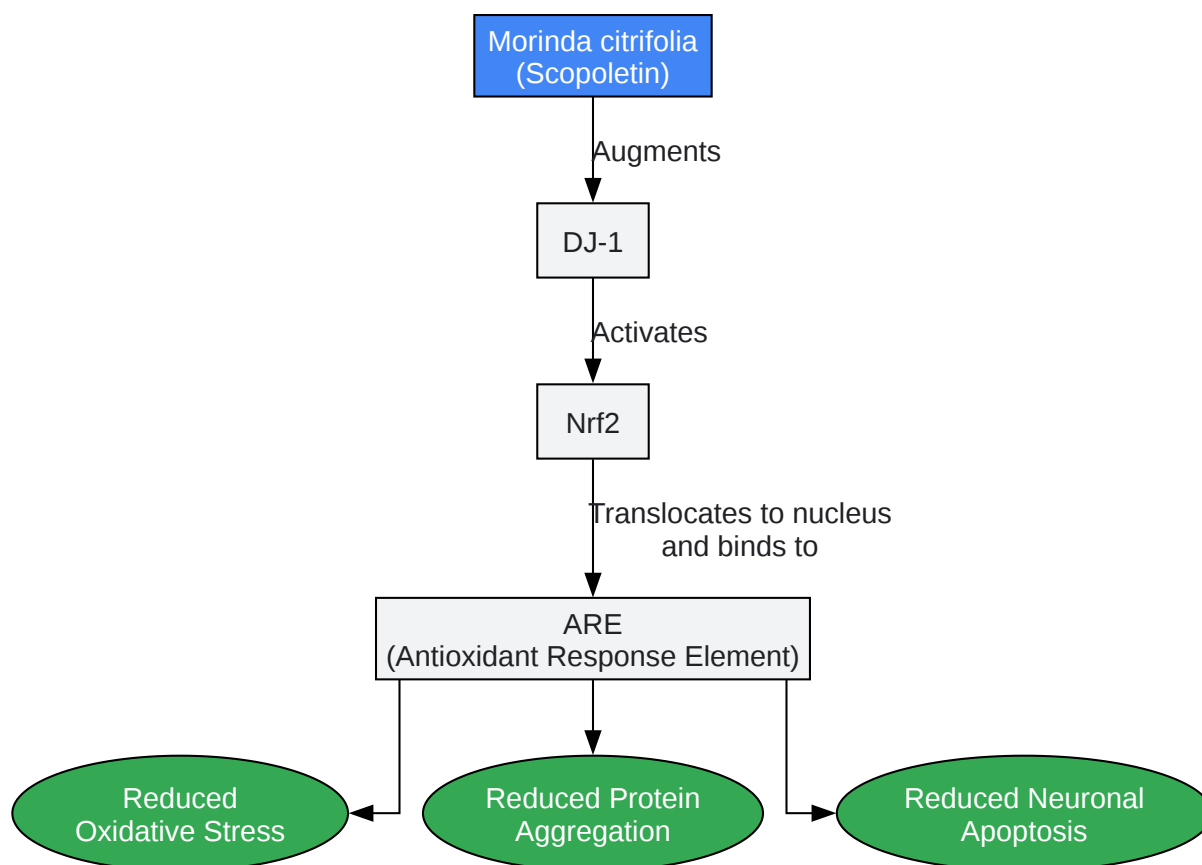 Morinda citrifolia
(Scopoletin)
Augments
DJ-1
Activates
Nrf2
Translocates to nucleus
and binds to
ARE
(Antioxidant Response Element)
Reduced
Oxidative Stress
Reduced Protein
Aggregation
Reduced Neuronal
Apoptosis